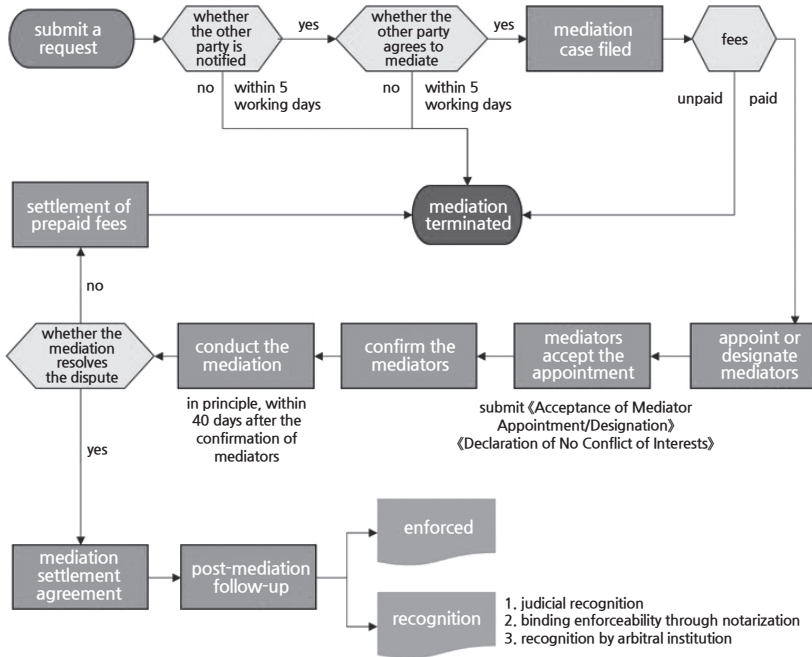 submit a
request
whether
the other
party is
notified
yes
whether the
other party
agrees to
mediate
yes
mediation
case filed
fees
no
within 5
working days
no
within 5
working days
unpaid
paid
settlement of
prepaid fees
mediation
terminated
no
whether the
mediation
resolves
the dispute
conduct the
mediation
confirm the
mediators
mediators
accept the
appointment
appoint or
designate
mediators
in principle, within
40 days after the
confirmation of
mediators
submit 《Acceptance of Mediator
Appointment/Designation》
《Declaration of No Conflict of Interests》
yes
mediation
settlement
agreement
post-mediation
follow-up
enforced
recognition
1. judicial recognition
2. binding enforceability through notarization
3. recognition by arbitral institution